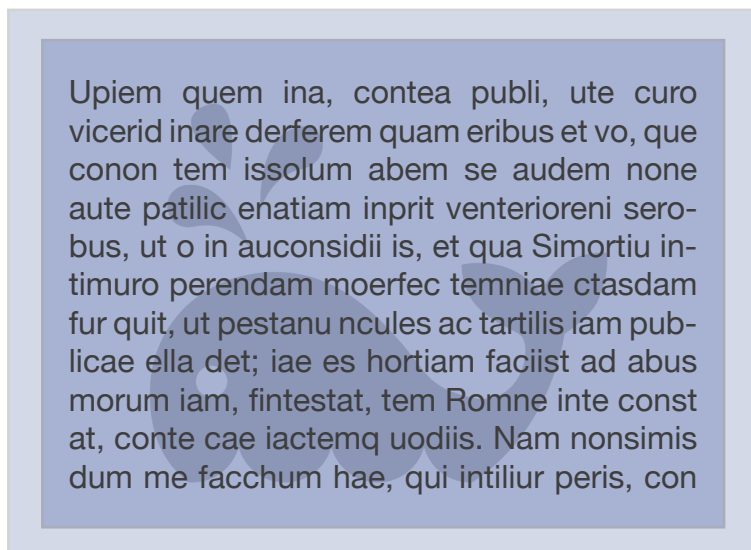 Upiem quem ina, contea publi, ute curo
vicerid inare derferem quam eribus et vo, que
conon tem issolum abem se audem none
aute patilic enatiam inprit venterioreni sero-
bus, ut o in auconsidii is, et qua Simortiu in-
timuro perendam moerfec temniae ctasdam
fur quit, ut pestanu ncules ac tartilis iam pub-
licae ella det; iae es hortiam faciist ad abus
morum iam, fintestat, tem Romne inte const
at, conte cae iactemq uodiis. Nam nonsimis
dum me facchum hae, qui intiliur peris, con